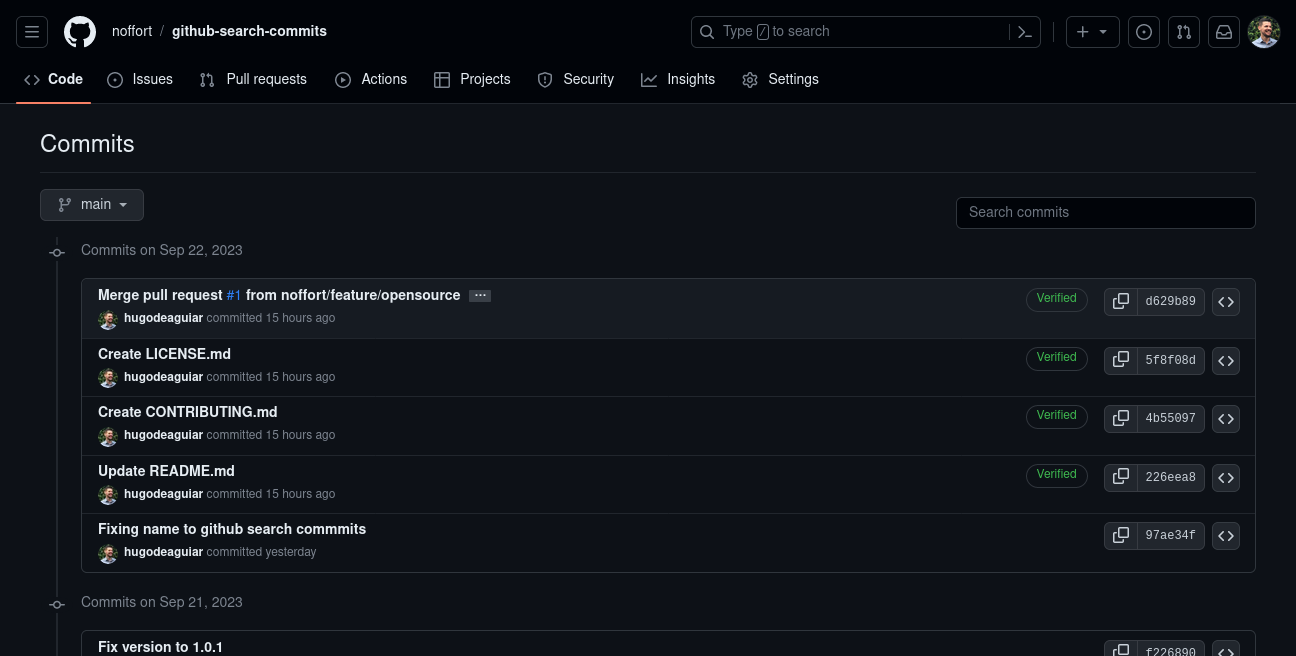 noffort / github-search-commits
Type / to search
Code Issues Pull requests Actions Projects Security Insights Settings
Commits
main
Search commits
Commits on Sep 22, 2023
Merge pull request #1 from noffort/feature/opensource ...
Verified d629b89
hugodeaguiar committed 15 hours ago
Create LICENSE.md
Verified 5f8f08d
hugodeaguiar committed 15 hours ago
Create CONTRIBUTING.md
Verified 4b55097
hugodeaguiar committed 15 hours ago
Update README.md
Verified 226eea8
hugodeaguiar committed 15 hours ago
Fixing name to github search commmits
97ae34f
hugodeaguiar committed yesterday
Commits on Sep 21, 2023
Fix version to 1.0.1
f226890